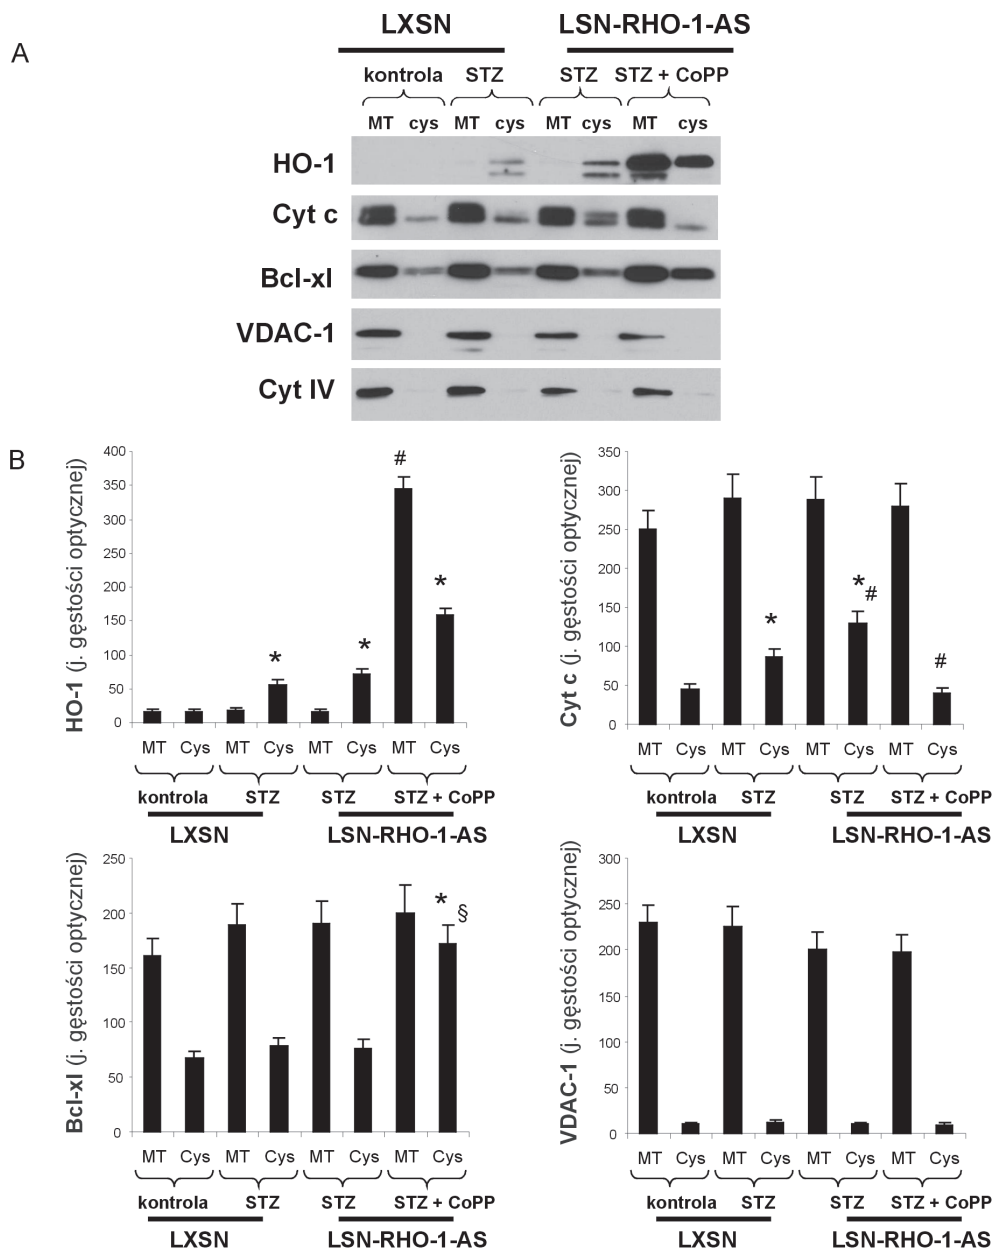 A
LXSN LSN-RHO-1-AS
kontrola STZ STZ STZ + CoPP
MT cys MT cys MT cys MT cys
HO-1
Cyt c
Bcl-xl
VDAC-1
Cyt IV
B
HO-1 (j. gęstości optycznej)
400
350
300
250
200
150
100
50
0
#
*
*
*
MT Cys MT Cys MT Cys MT Cys
kontrola STZ STZ STZ + CoPP
LXSN LSN-RHO-1-AS
Cyt c (j. gęstości optycznej)
350
300
250
200
150
100
50
0
*
* #
#
MT Cys MT Cys MT Cys MT Cys
kontrola STZ STZ STZ + CoPP
LXSN LSN-RHO-1-AS
Bcl-xl (j. gęstości optycznej)
250
200
150
100
50
0
* §
MT Cys MT Cys MT Cys MT Cys
kontrola STZ STZ STZ + CoPP
LXSN LSN-RHO-1-AS
VDAC-1 (j. gęstości optycznej)
300
250
200
150
100
50
0
MT Cys MT Cys MT Cys MT Cys
kontrola STZ STZ STZ + CoPP
LXSN LSN-RHO-1-AS